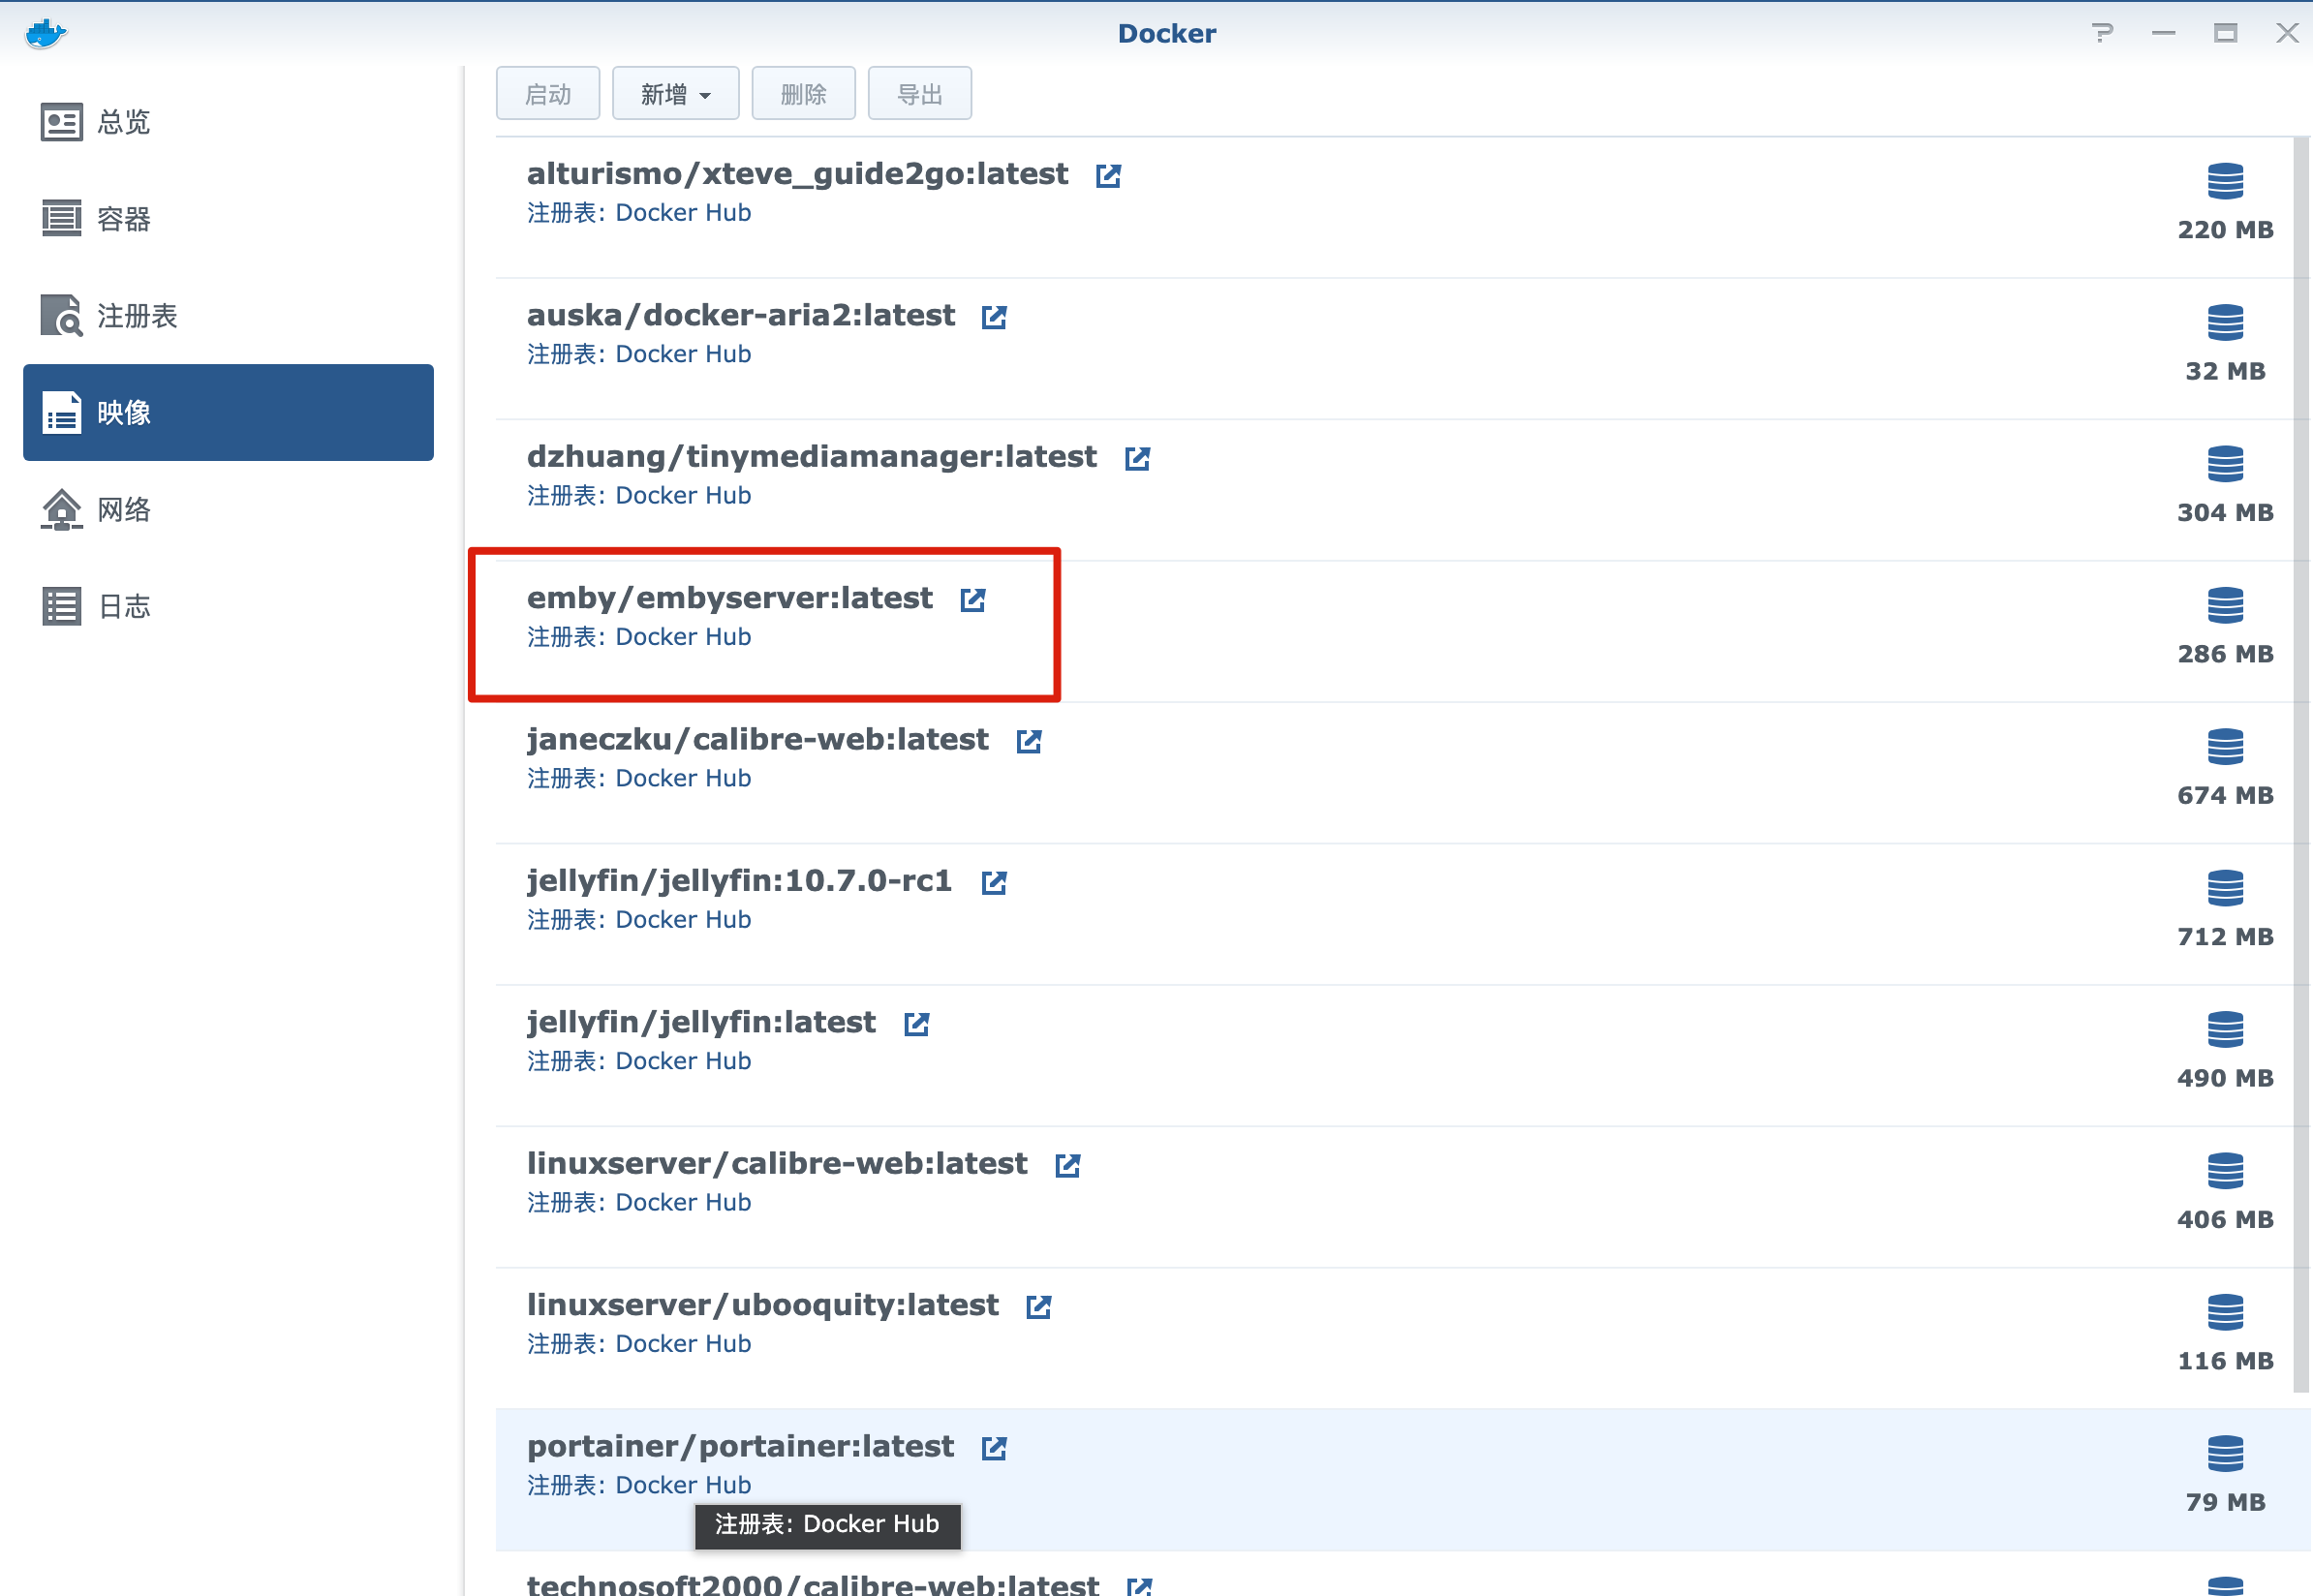 Docker
启动 新增 删除 导出
总览
容器
注册表
映像
网络
日志
alturismo/xteve_guide2go:latest
注册表: Docker Hub
220 MB
auska/docker-aria2:latest
注册表: Docker Hub
32 MB
dzhuang/tinymediamanager:latest
注册表: Docker Hub
304 MB
emby/embyserver:latest
注册表: Docker Hub
286 MB
janeczku/calibre-web:latest
注册表: Docker Hub
674 MB
jellyfin/jellyfin:10.7.0-rc1
注册表: Docker Hub
712 MB
jellyfin/jellyfin:latest
注册表: Docker Hub
490 MB
linuxserver/calibre-web:latest
注册表: Docker Hub
406 MB
linuxserver/ubooquity:latest
注册表: Docker Hub
116 MB
portainer/portainer:latest
注册表: Docker Hub
79 MB
注册表: Docker Hub
technosoft2000/calibre-web:latest